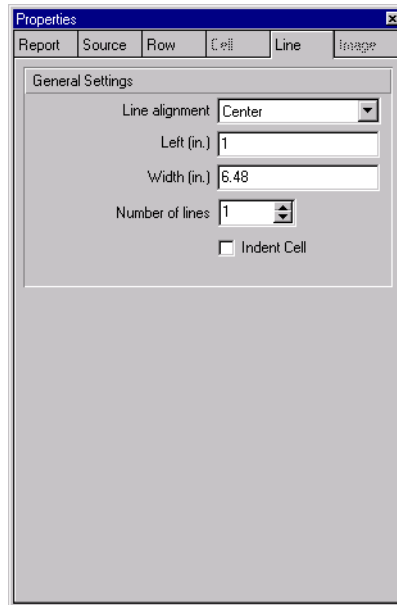 Properties
Report Source Row Cell Line Image
General Settings
Line alignment Center
Left (in.) 1
Width (in.) 6.48
Number of lines 1
Indent Cell